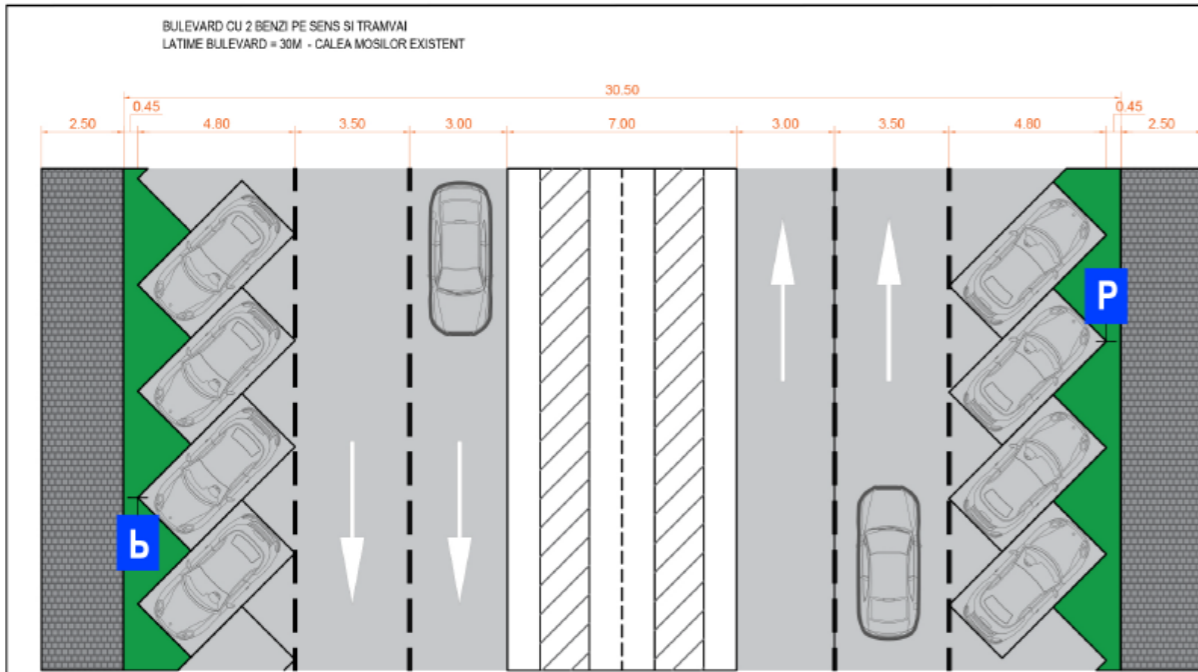 BULEVARD CU 2 BENZI PE SENS SI TRAMVAI
LATIME BULEVARD = 30M - CALEA MOSILOR EXISTENT
30.50
0.45 0.45
2.50 4.80 3.50 3.00 7.00 3.00 3.50 4.80 2.50
P
P